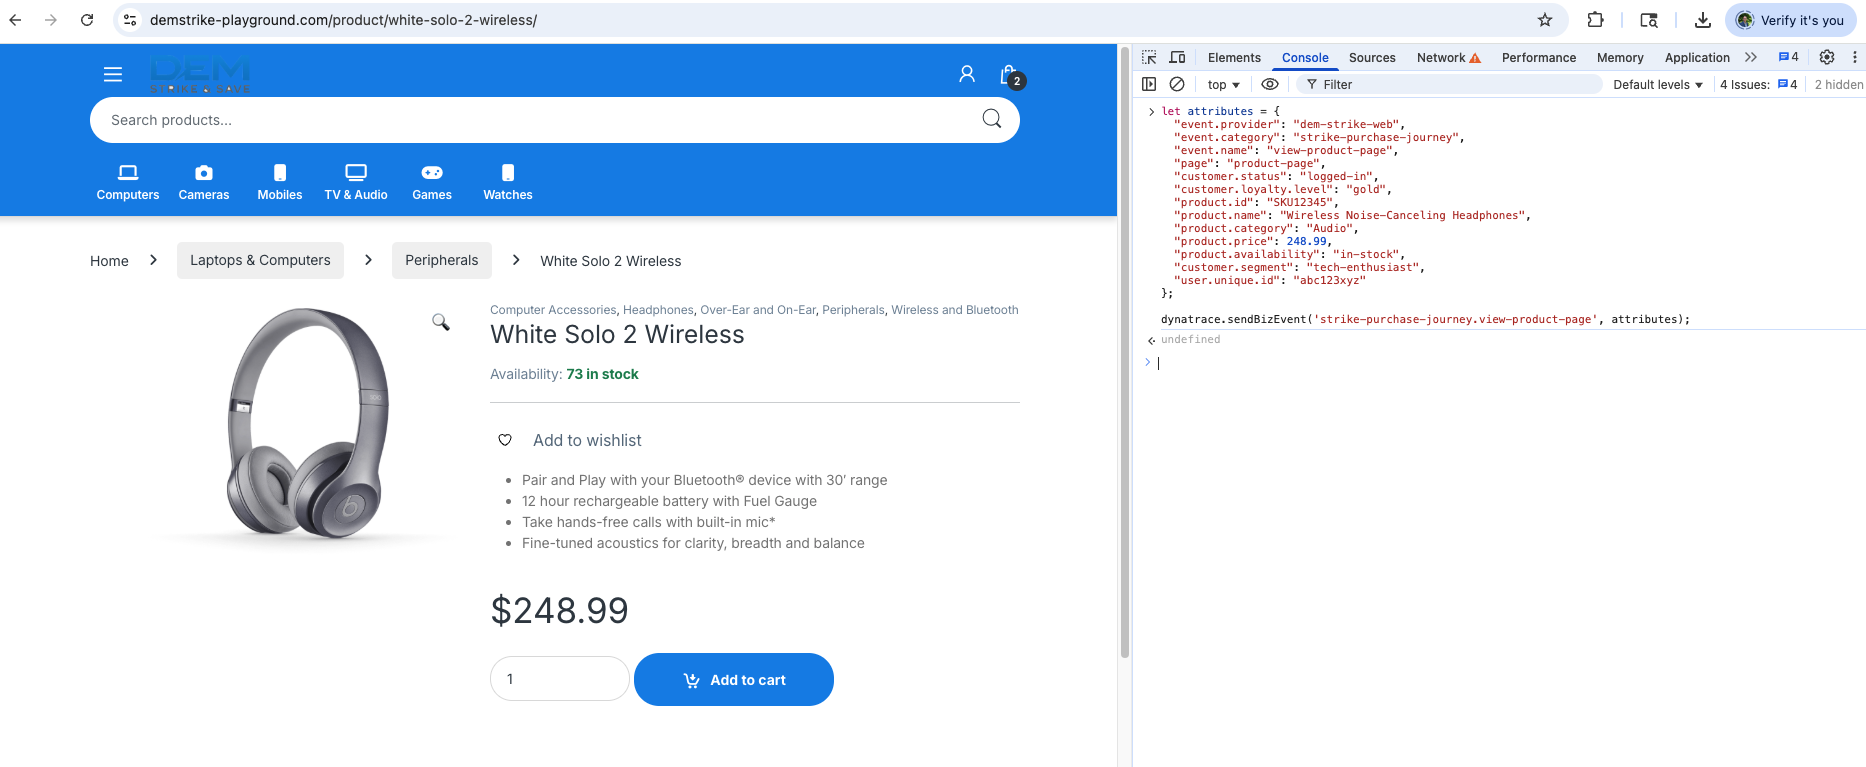 demstrike-playground.com/product/white-solo-2-wireless/
Verify it's you
DEM
STRIKE & SAVE
2
Search products...
Computers
Cameras
Mobiles
TV & Audio
Games
Watches
Home
Laptops & Computers
Peripherals
White Solo 2 Wireless
Computer Accessories, Headphones, Over-Ear and On-Ear, Peripherals, Wireless and Bluetooth
White Solo 2 Wireless
Availability: 73 in stock
Add to wishlist
Pair and Play with your Bluetooth® device with 30′ range
12 hour rechargeable battery with Fuel Gauge
Take hands-free calls with built-in mic*
Fine-tuned acoustics for clarity, breadth and balance
$248.99
1
Add to cart
Elements
Console
Sources
Network
Performance
Memory
Application
4
top
Filter
Default levels
4 Issues:
4
2 hidden
let attributes = {
"event.provider": "dem-strike-web",
"event.category": "strike-purchase-journey",
"event.name": "view-product-page",
"page": "product-page",
"customer.status": "logged-in",
"customer.loyalty.level": "gold",
"product.id": "SKU12345",
"product.name": "Wireless Noise-Canceling Headphones",
"product.category": "Audio",
"product.price": 248.99,
"product.availability": "in-stock",
"customer.segment": "tech-enthusiast",
"user.unique.id": "abc123xyz"
};
dynatrace.sendBizEvent('strike-purchase-journey.view-product-page', attributes);
undefined